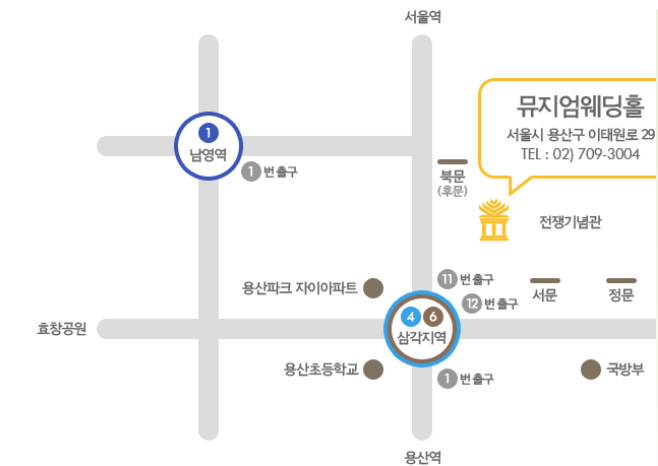 서울역
뮤지엄웨딩홀
서울시 용산구 이태원로 29
TEL : 02) 709-3004
1
남영역
1 번 출구
북문
(후문)
전쟁기념관
11 번 출구
용산파크 자이아파트
12 번 출구
서문
정문
효창공원
4 6
삼각지역
용산초등학교
1 번 출구
국방부
용산역